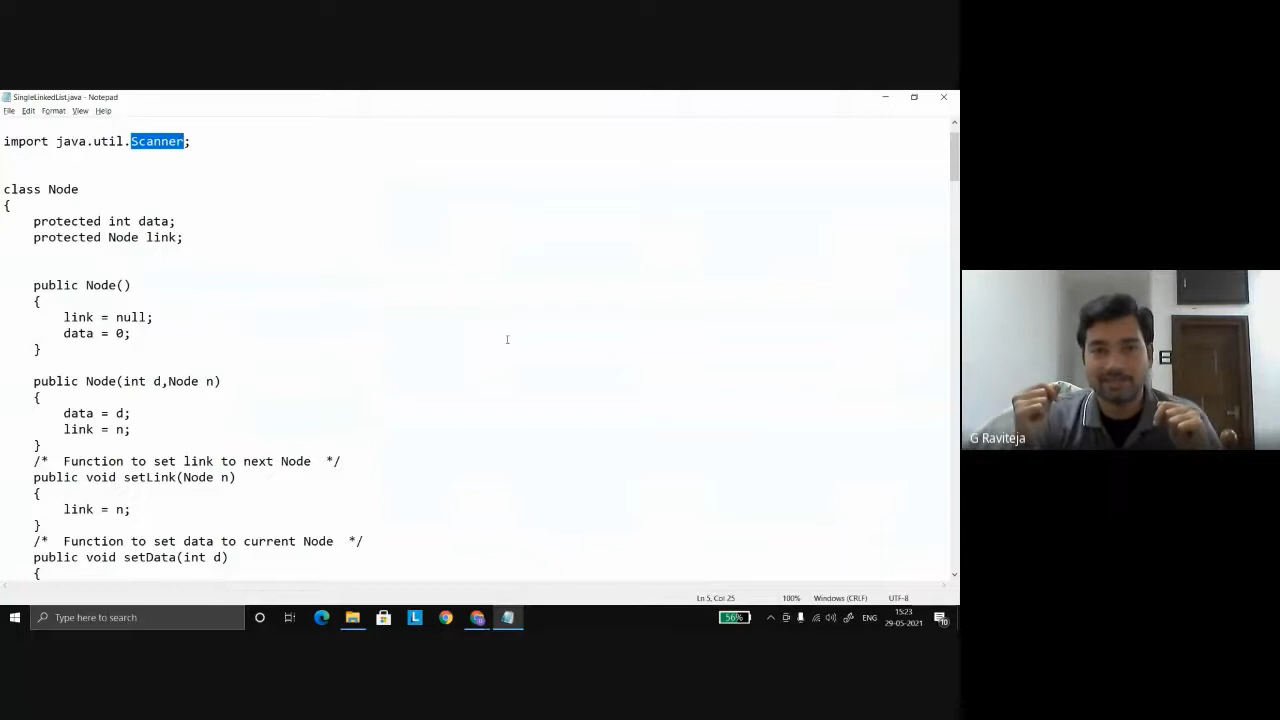 SingleLinkedList.java - Notepad
File Edit Format View Help
import java.util.Scanner;
class Node
{
protected int data;
protected Node link;
public Node()
{
link = null;
data = 0;
}
public Node(int d,Node n)
{
data = d;
link = n;
}
/* Function to set link to next Node */
public void setLink(Node n)
{
link = n;
}
/* Function to set data to current Node */
public void setData(int d)
{
Ln 5, Col 25
100%
Windows (CRLF)
UTF-8
Type here to search
L
56%
ENG
15:23
29-05-2021
10
G Raviteja